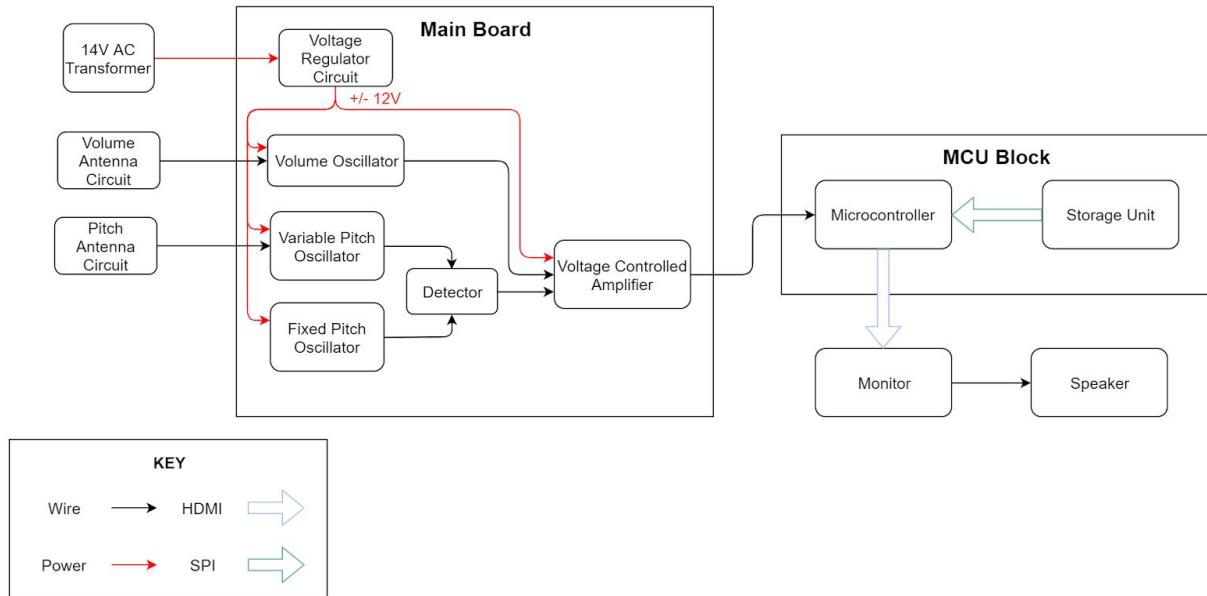 Main Board
14V AC
Transformer
Voltage
Regulator
Circuit
+/- 12V
Volume
Antenna
Circuit
Volume Oscillator
Pitch
Antenna
Circuit
Variable Pitch
Oscillator
Detector
Fixed Pitch
Oscillator
Voltage Controlled
Amplifier
MCU Block
Microcontroller
Storage Unit
Monitor
Speaker
KEY
Wire
HDMI
Power
SPI